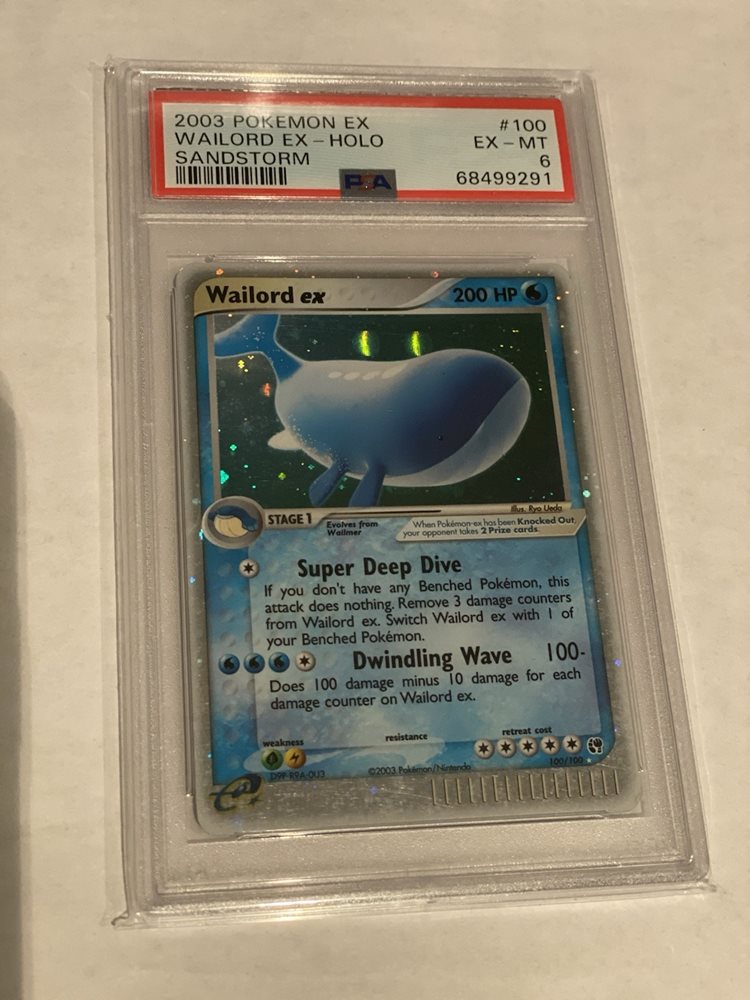 2003 POKEMON EX #100
WAILORD EX - HOLO EX - MT
SANDSTORM 6
PSA 68499291
Wailord ex 200 HP
Illus. Ryo Ueda
STAGE 1 Evolves from Wailmer
When Pokémon-ex has been Knocked Out,
your opponent takes 2 Prize cards.
Super Deep Dive
If you don't have any Benched Pokémon, this
attack does nothing. Remove 3 damage counters
from Wailord ex. Switch Wailord ex with 1 of
your Benched Pokémon.
Dwindling Wave 100-
Does 100 damage minus 10 damage for each
damage counter on Wailord ex.
weakness resistance retreat cost
D9P-R9A-0U3 ©2003 Pokémon/Nintendo 100/100